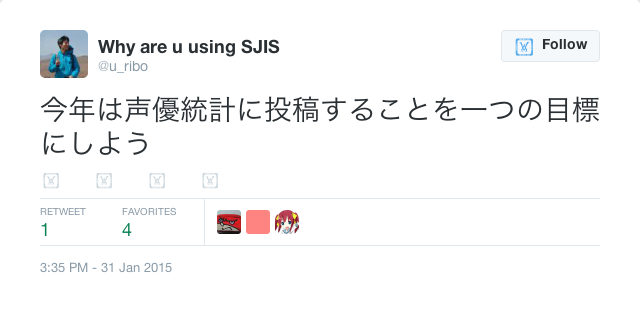 Why are u using SJIS
@u_ribo
Follow
今年は声優統計に投稿することを一つの目標
にしよう
RETWEET
FAVORITES
1
4
3:35 PM - 31 Jan 2015